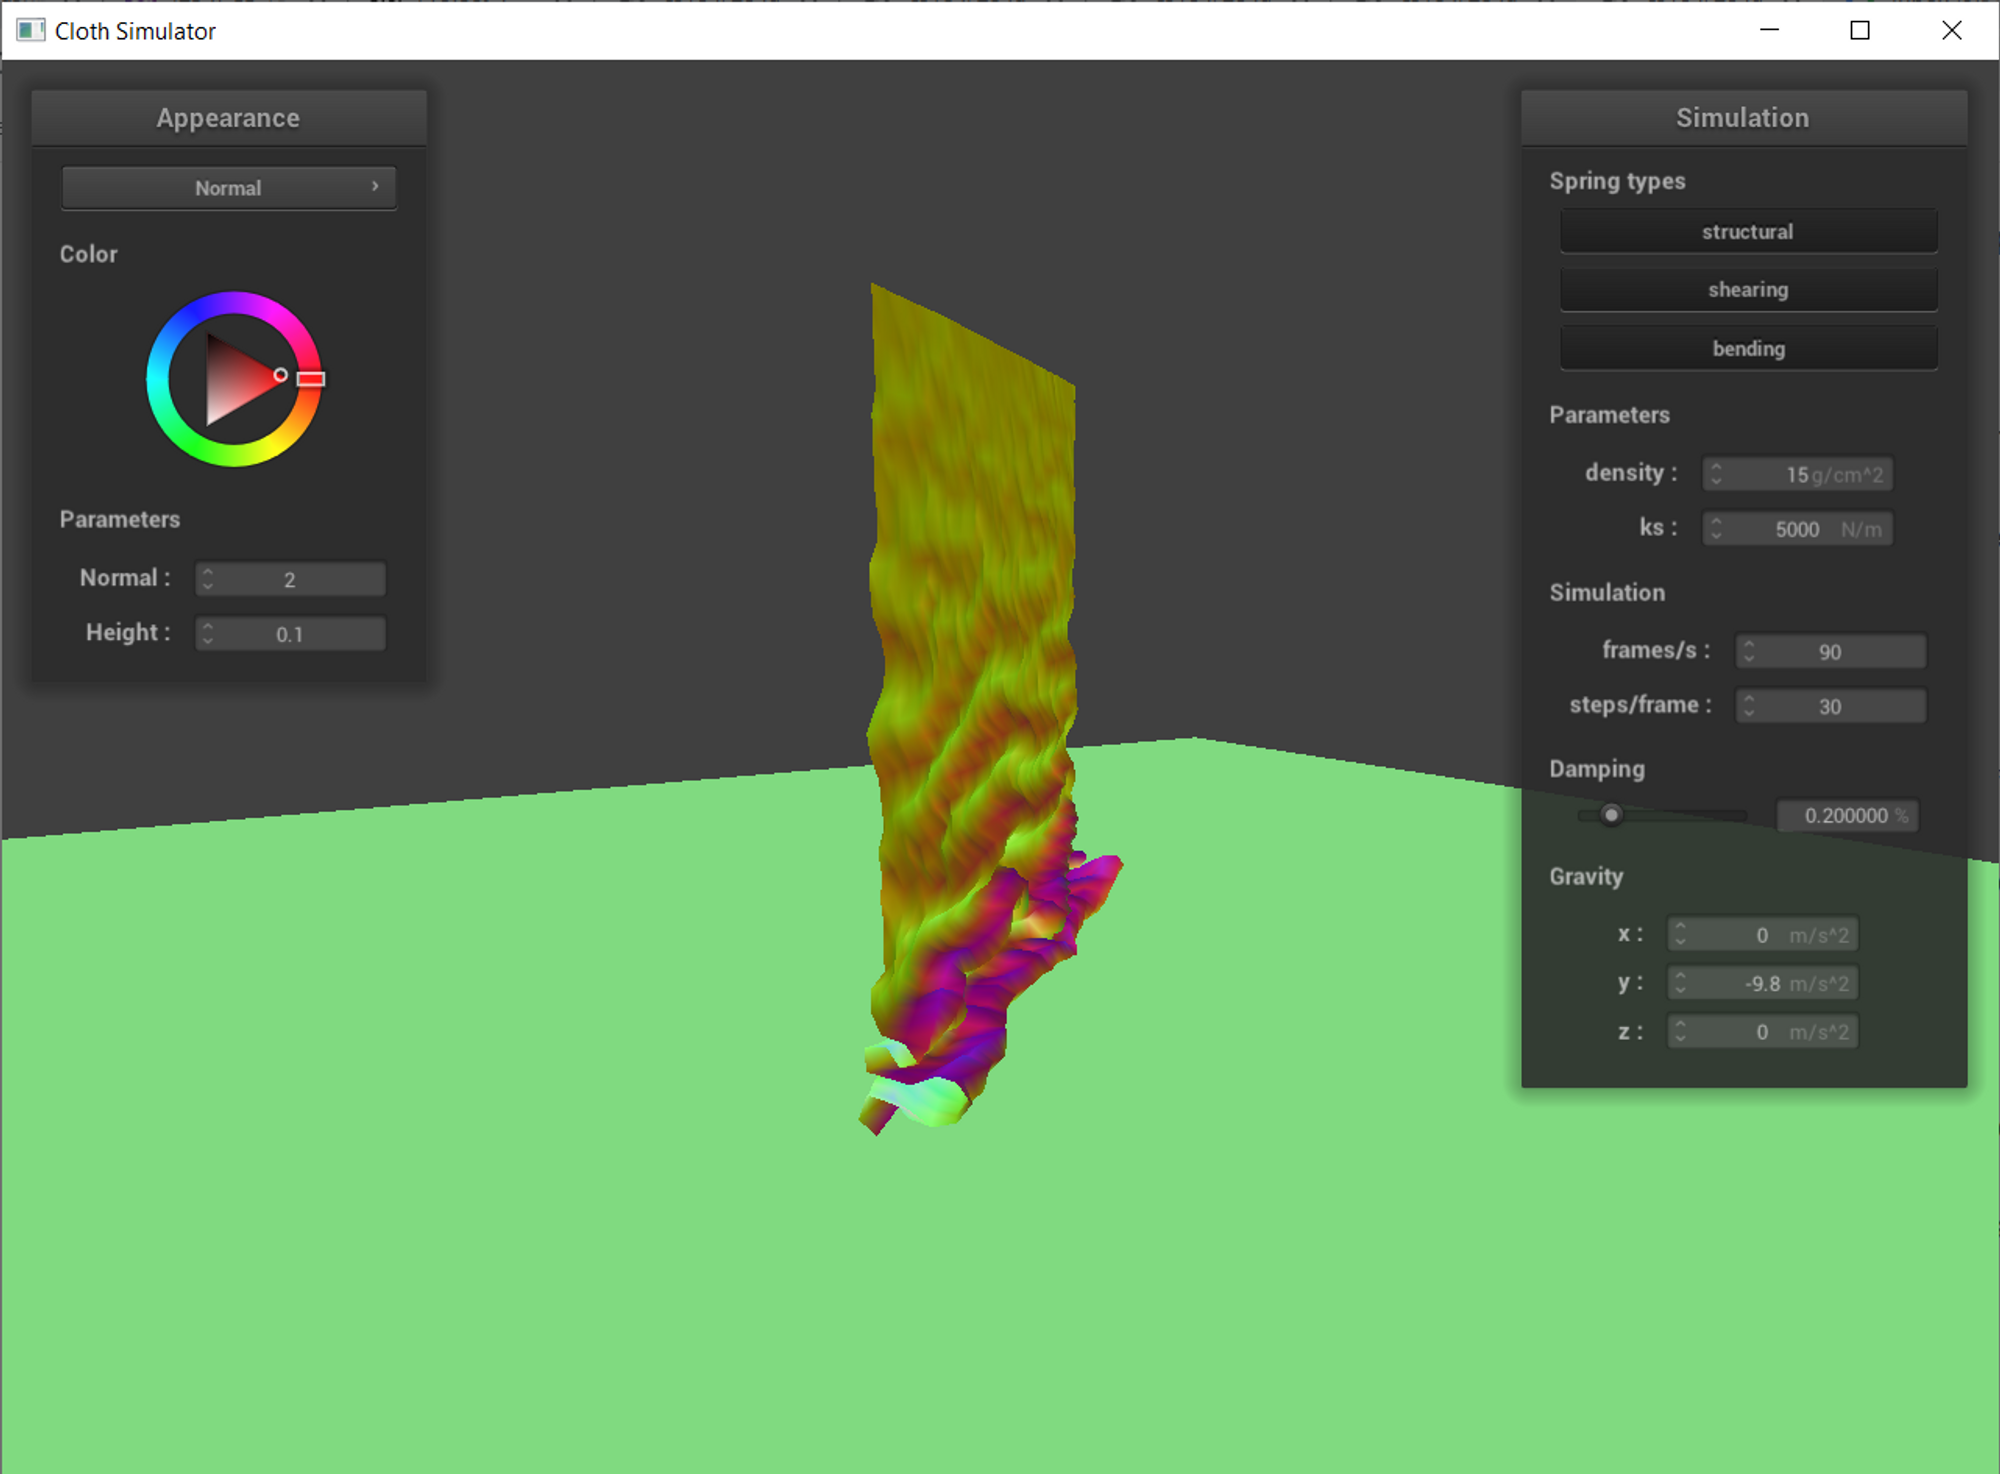 Cloth Simulator
Appearance
Normal
Color
Parameters
Normal : 2
Height : 0.1
Simulation
Spring types
structural
shearing
bending
Parameters
density : 15 g/cm^2
ks : 5000 N/m
Simulation
frames/s : 90
steps/frame : 30
Damping
0.200000 %
Gravity
x : 0 m/s^2
y : -9.8 m/s^2
z : 0 m/s^2